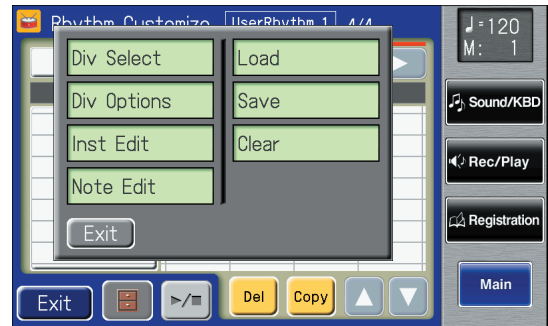 Rhythm Customize UserRhythm 1 4/4
♩=120
M: 1
Div Select
Load
Div Options
Save
Inst Edit
Clear
Note Edit
Exit
Sound/KBD
Rec/Play
Registration
Main
Exit
Del
Copy